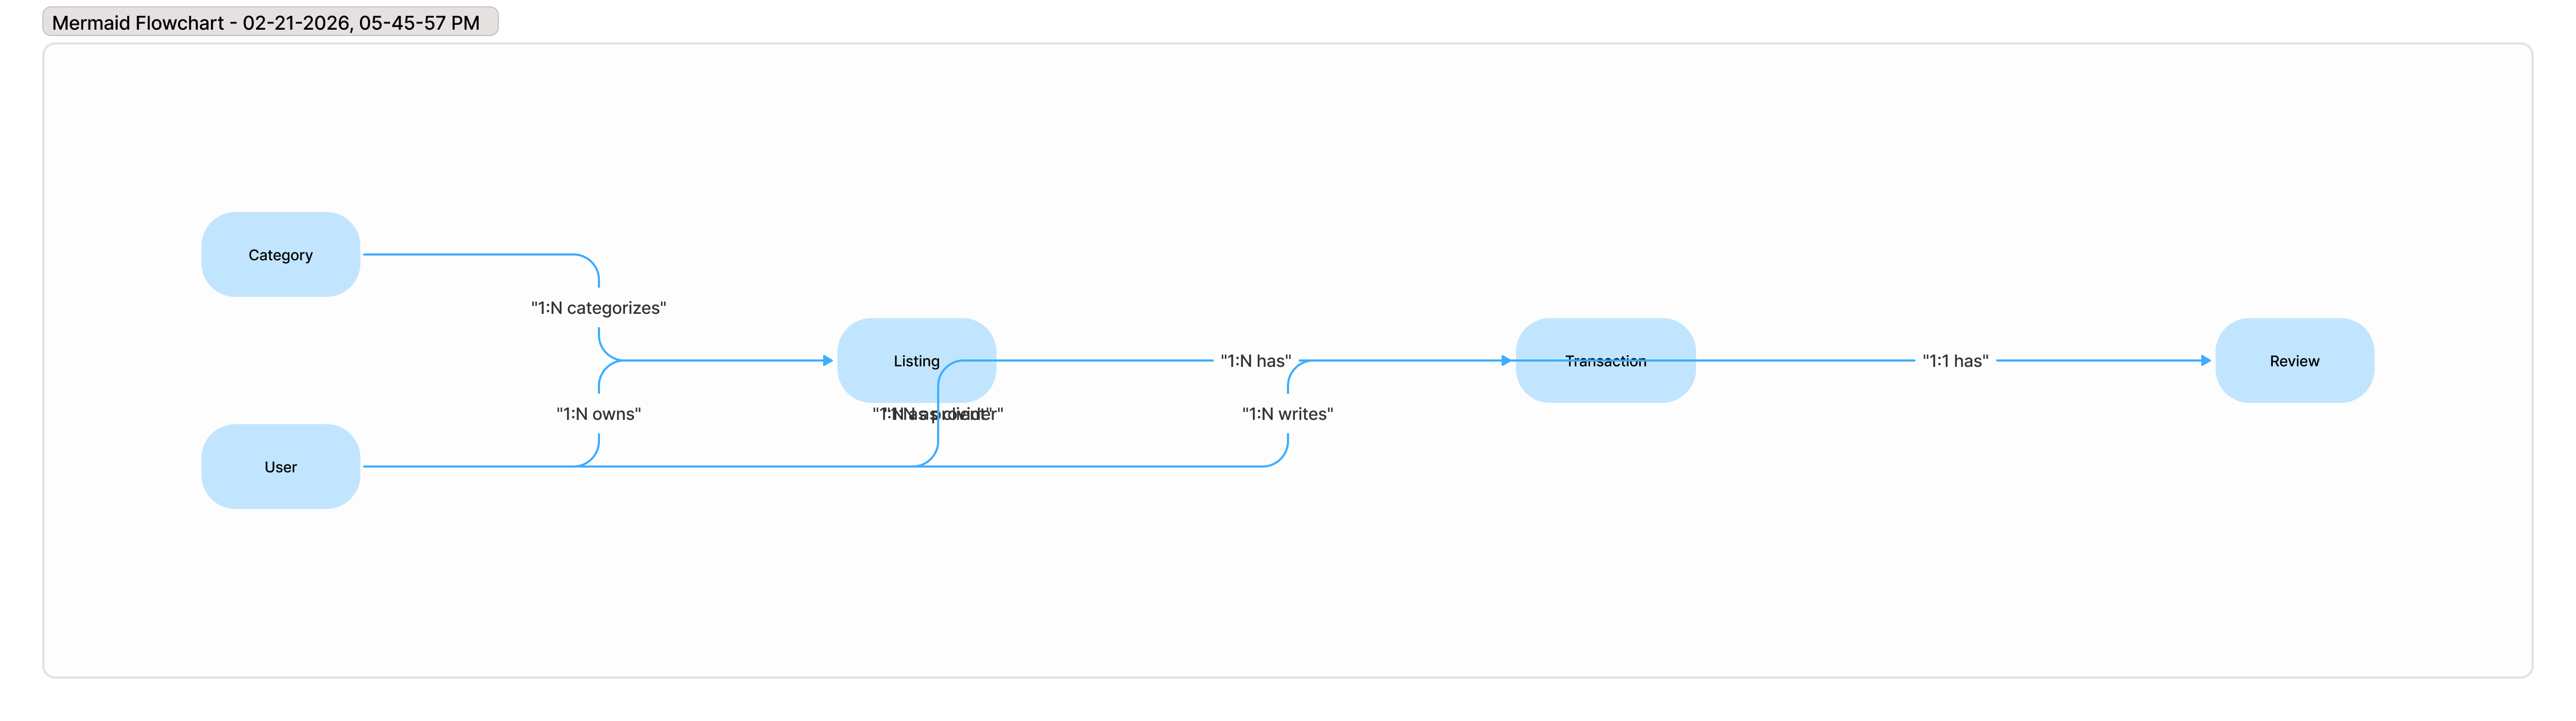 Mermaid Flowchart - 02-21-2026, 05-45-57 PM
Category
"1:N categorizes"
Listing
"1:N has"
Transaction
"1:1 has"
Review
"1:N owns"
"1:N writes"
User